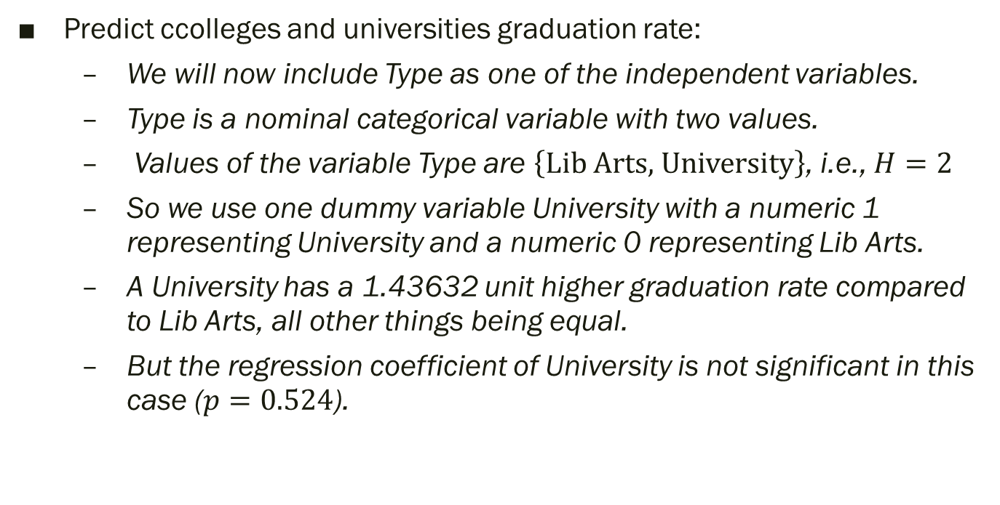 ■ Predict ccolleges and universities graduation rate:
– We will now include Type as one of the independent variables.
– Type is a nominal categorical variable with two values.
– Values of the variable Type are {Lib Arts, University}, i.e., H = 2
– So we use one dummy variable University with a numeric 1
representing University and a numeric 0 representing Lib Arts.
– A University has a 1.43632 unit higher graduation rate compared
to Lib Arts, all other things being equal.
– But the regression coefficient of University is not significant in this
case (p = 0.524).